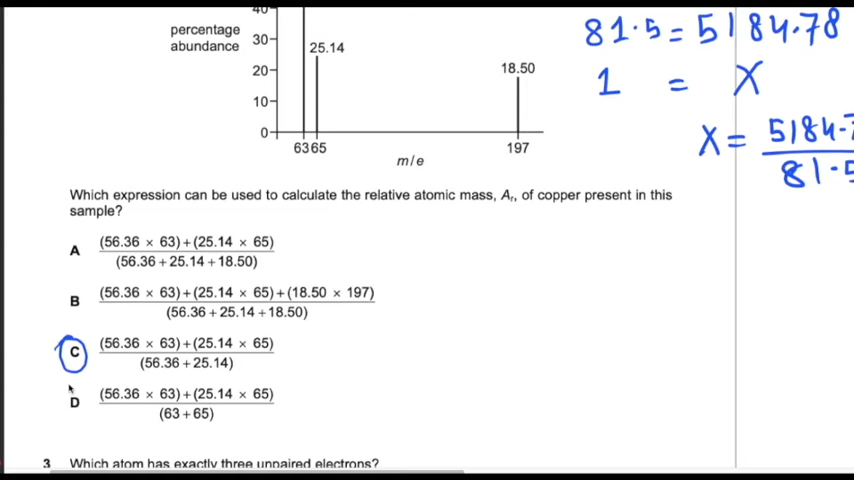 40
percentage
abundance
30
25.14
20
18.50
10
0
63 65
197
m/e
81.5 = 5184.78
1 = X
X = 5184.7
81.5
Which expression can be used to calculate the relative atomic mass, Ar, of copper present in this
sample?
A (56.36 × 63) + (25.14 × 65)
(56.36 + 25.14 + 18.50)
B (56.36 × 63) + (25.14 × 65) + (18.50 × 197)
(56.36 + 25.14 + 18.50)
C (56.36 × 63) + (25.14 × 65)
(56.36 + 25.14)
D (56.36 × 63) + (25.14 × 65)
(63 + 65)
3 Which atom has exactly three unpaired electrons?